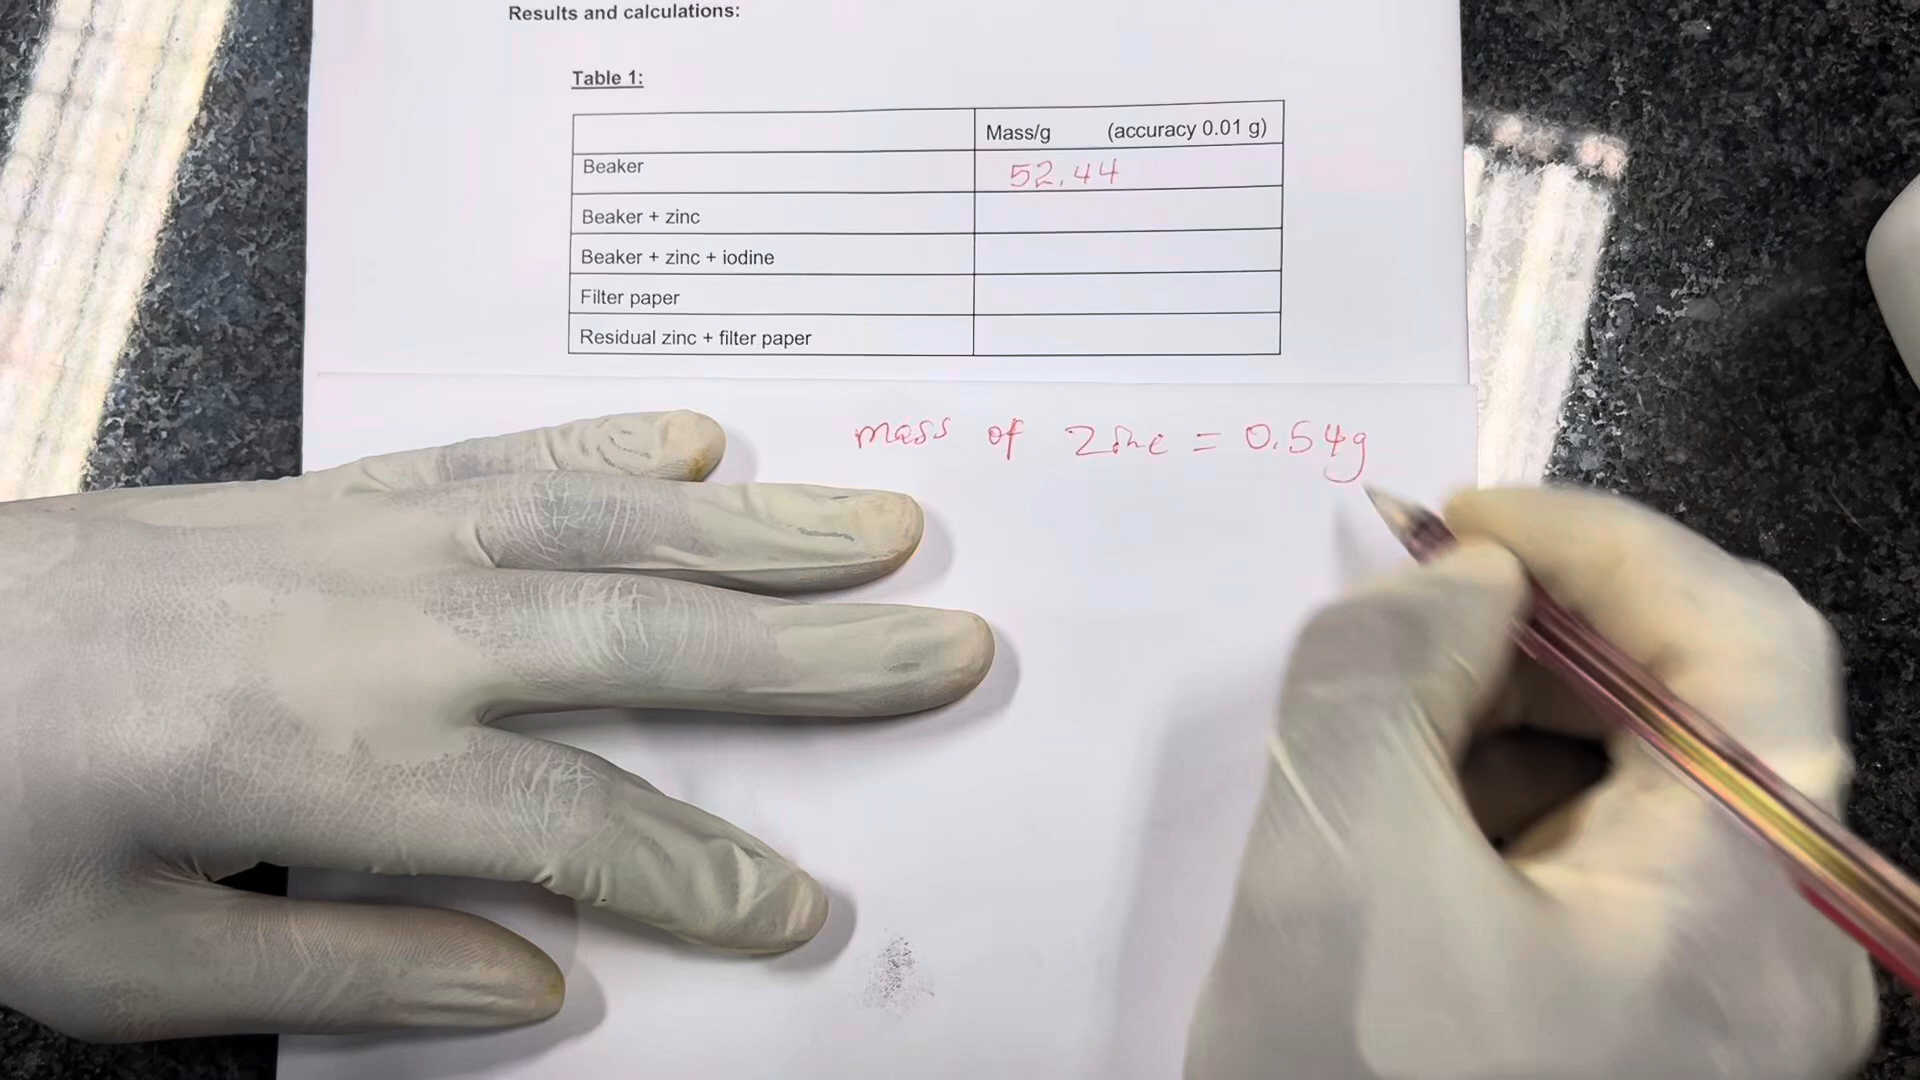 Results and calculations:
Table 1:
Mass/g (accuracy 0.01 g)
Beaker 52.44
Beaker + zinc
Beaker + zinc + iodine
Filter paper
Residual zinc + filter paper
mass of Zinc = 0.54g